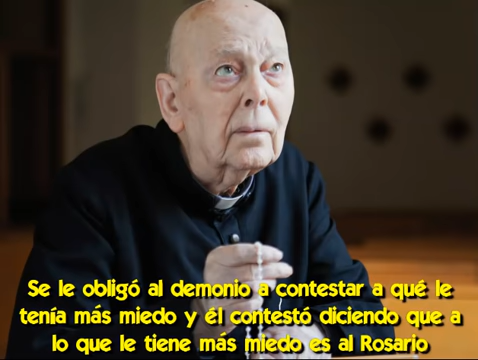 Se le obligó al demonio a contestar a qué le
tenía más miedo y él contestó diciendo que a
lo que le tiene más miedo es al Rosario